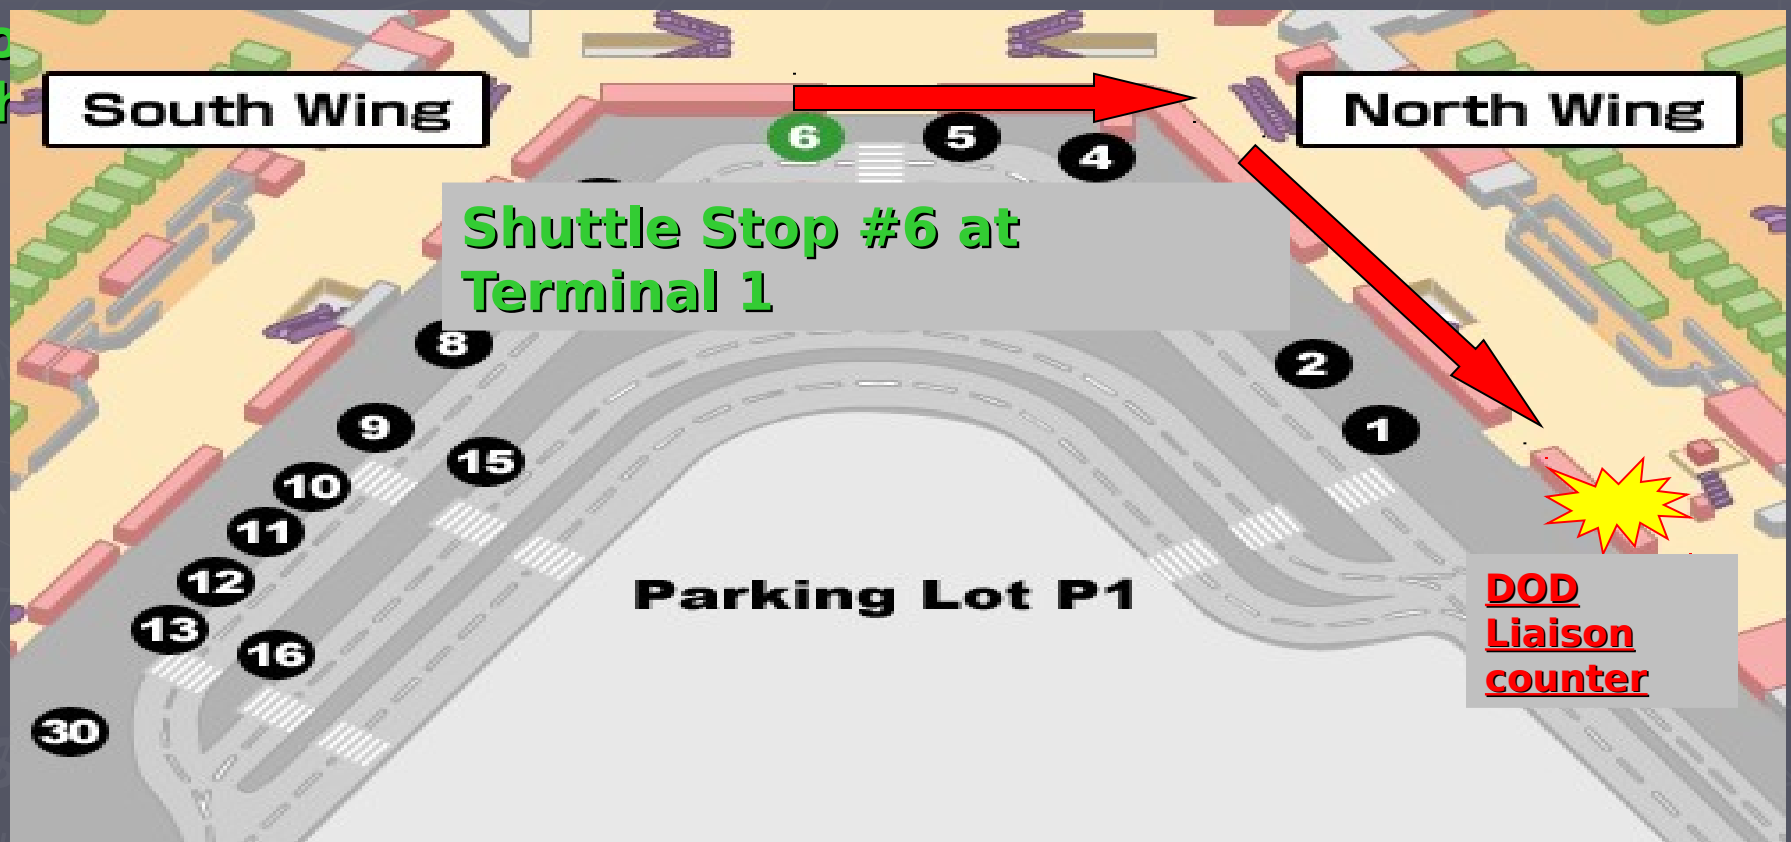 South Wing
North Wing
6
5
4
Shuttle Stop #6 at
Terminal 1
8
2
9
1
15
10
11
12
Parking Lot P1
13
16
30
DOD
Liaison
counter